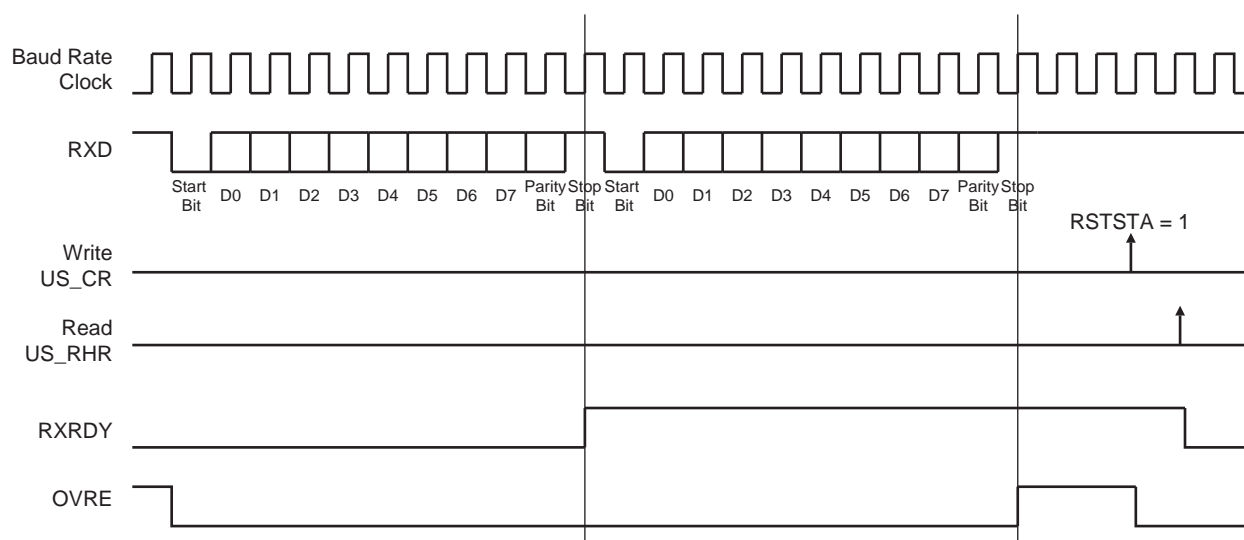 Baud Rate
Clock
RXD
Start
Bit
D0
D1
D2
D3
D4
D5
D6
D7
Parity
Bit
Stop
Bit
Start
Bit
D0
D1
D2
D3
D4
D5
D6
D7
Parity
Bit
Stop
Bit
RSTSTA = 1
Write
US_CR
Read
US_RHR
RXRDY
OVRE